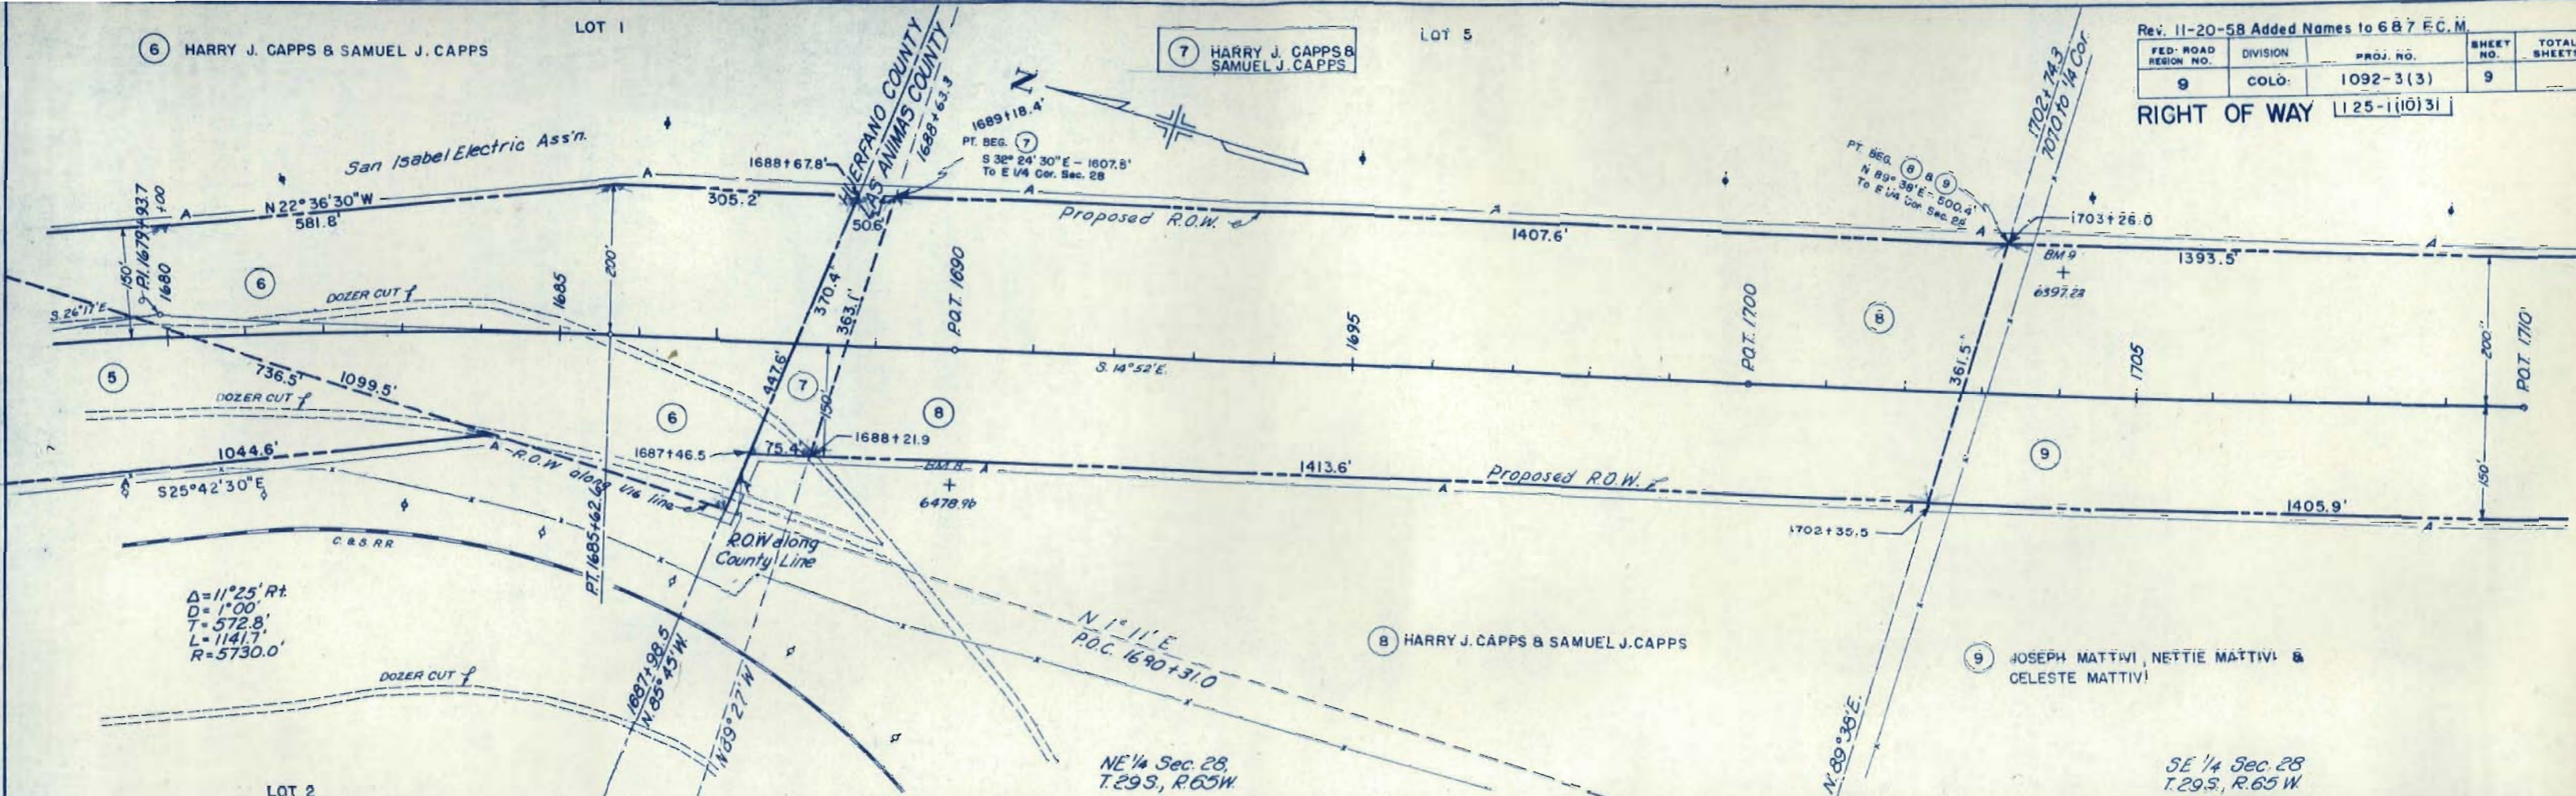 LOT 1
LOT 5
6 HARRY J. CAPPS & SAMUEL J. CAPPS
7 HARRY J. CAPPS &
SAMUEL J. CAPPS
Rev. 11-20-58 Added Names to 6&7 F.C.M.
FED. ROAD REGION NO.
DIVISION
PROJ. NO.
SHEET NO.
TOTAL SHEETS
9
COLO.
1092-3(3)
9
RIGHT OF WAY
I 25-1(10)31
HUERFANO COUNTY
LAS ANIMAS COUNTY
1688+63.3
N
1689+18.4'
PT. BEG. 7
S 32° 24' 30" E - 1607.8'
To E 1/4 Cor. Sec. 28
1688+67.8'
San Isabel Electric Ass'n.
1702+74.3
707.0 to 1/4 Cor.
PT. BEG. 8 & 9
N 89° 38' E - 500.4'
To E 1/4 Cor. Sec. 28
1703+26.0
A
N 22° 36' 30" W
581.8'
A
305.2'
50.6'
A
Proposed R.O.W.
A
1407.6'
A
A
1393.5'
A
150'
P.I. 1679+93.7
+00
1680
6
DOZER CUT
1685
200'
370.4'
363.1'
P.O.T. 1690
1695
P.O.T. 1700
8
BM 9
+
6397.23
361.5'
1705
200'
P.O.T. 1710
S. 26° 11' E
5
736.5'
1099.5'
DOZER CUT
6
447.6'
7
150'
8
S. 14° 52' E.
9
150'
1044.6'
S 25° 42' 30" E
A
A
R.O.W along 1/16 line
1687+46.5
75.4'
1688+21.9
BM 8
+
6478.96
A
1413.6'
A
Proposed R.O.W.
A
1702+35.5
1405.9'
A
C. & S. R.R.
P.T. 1685+62.6
R.O.W along
County Line
Δ = 11° 25' Rt.
D = 1° 00'
T = 572.8'
L = 1141.7'
R = 5730.0'
DOZER CUT
1687+98.5
N. 85° 45' W.
N 89° 27' W
N 1° 11' E
P.O.C. 1690+31.0
8 HARRY J. CAPPS & SAMUEL J. CAPPS
9 JOSEPH MATTIVI, NETTIE MATTIVI &
CELESTE MATTIVI
N. 89° 38' E.
LOT 2
NE 1/4 Sec. 28,
T. 29 S., R. 65 W.
SE 1/4 Sec. 28
T. 29 S., R. 65 W.